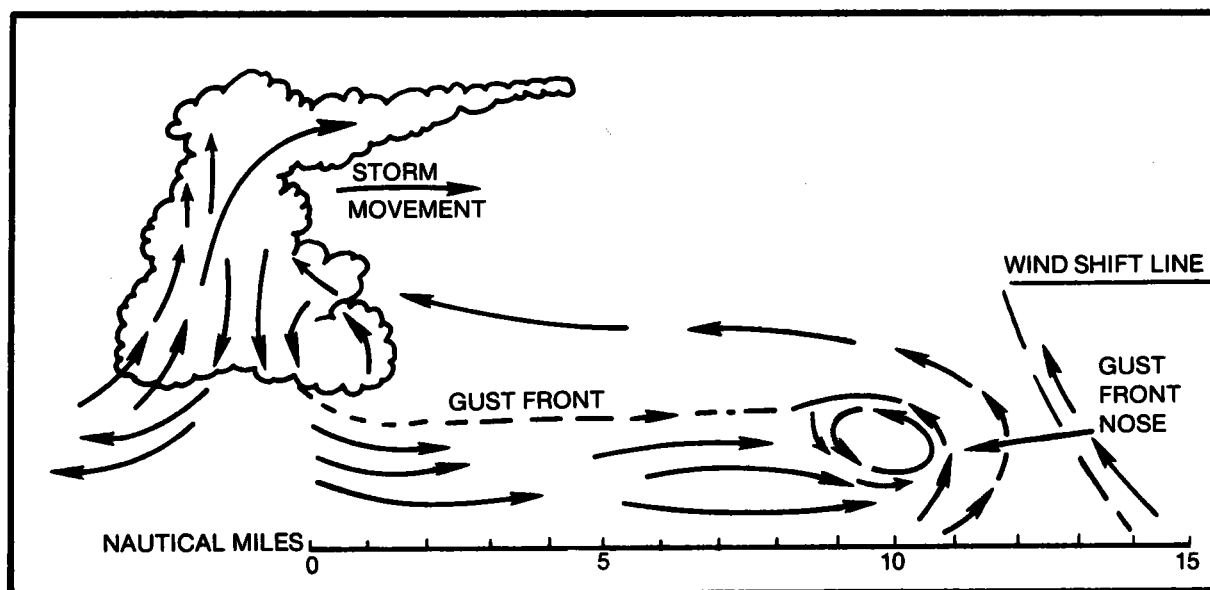 STORM
MOVEMENT
WIND SHIFT LINE
GUST
FRONT
NOSE
GUST FRONT
NAUTICAL MILES
0 5 10 15